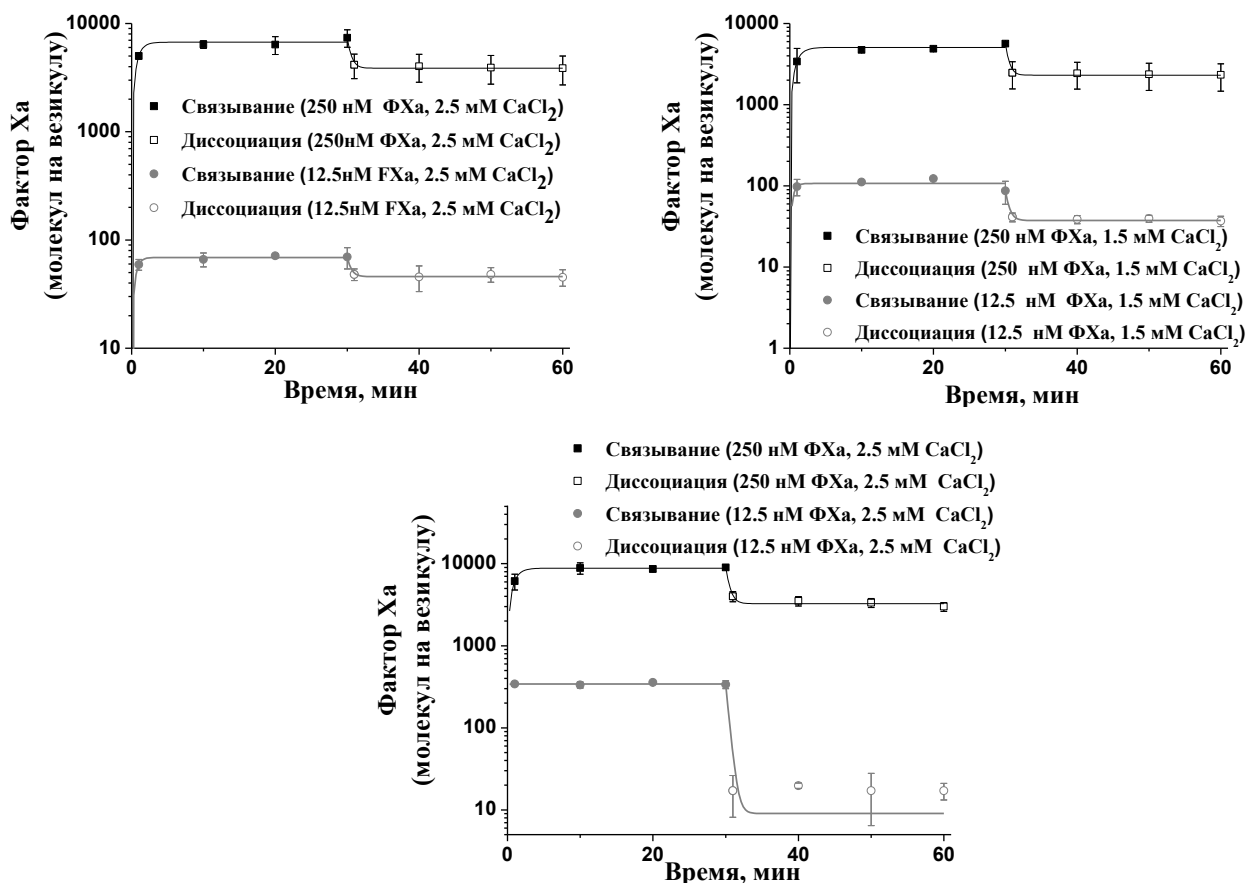 10000
1000
100
10
Фактор Xa
(молекул на везикулу)
Связывание (250 нМ ФXa, 2.5 мМ CaCl2)
Диссоциация (250нМ ФXa, 2.5 мМ CaCl2)
Связывание (12.5нМ FXa, 2.5 мМ CaCl2)
Диссоциация (12.5нМ FXa, 2.5 мМ CaCl2)
0 20 40 60
Время, мин
10000
1000
100
10
1
Фактор Xa
(молекул на везикулу)
Связывание (250 нМ ФXa, 1.5 мМ CaCl2)
Диссоциация (250 нМ ФXa, 1.5 мМ CaCl2)
Связывание (12.5 нМ ФXa, 1.5 мМ CaCl2)
Диссоциация (12.5 нМ ФXa, 1.5 мМ CaCl2)
0 20 40 60
Время, мин
Связывание (250 нМ ФXa, 2.5 мМ CaCl2)
Диссоциация (250 нМ ФXa, 2.5 мМ CaCl2)
Связывание (12.5 нМ ФXa, 2.5 мМ CaCl2)
Диссоциация (12.5 нМ ФXa, 2.5 мМ CaCl2)
10000
1000
100
10
Фактор Xa
(молекул на везикулу)
0 20 40 60
Время, мин